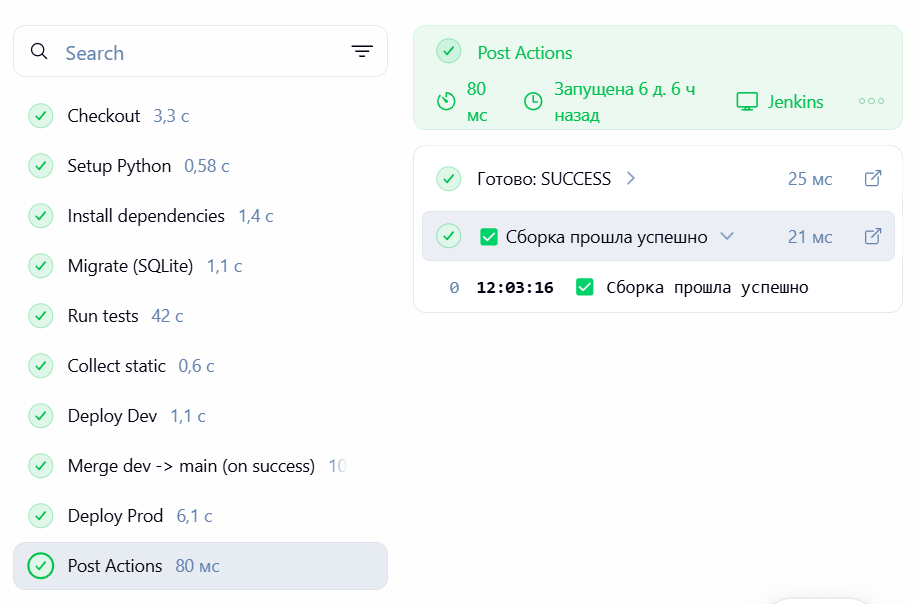 Search
Checkout 3,3 с
Setup Python 0,58 с
Install dependencies 1,4 с
Migrate (SQLite) 1,1 с
Run tests 42 с
Collect static 0,6 с
Deploy Dev 1,1 с
Merge dev -> main (on success)
Deploy Prod 6,1 с
Post Actions 80 мс
Post Actions
80
мс
Запущена 6 д. 6 ч
назад
Jenkins
Готово: SUCCESS 25 мс
✅ Сборка прошла успешно 21 мс
0 12:03:16 ✅ Сборка прошла успешно